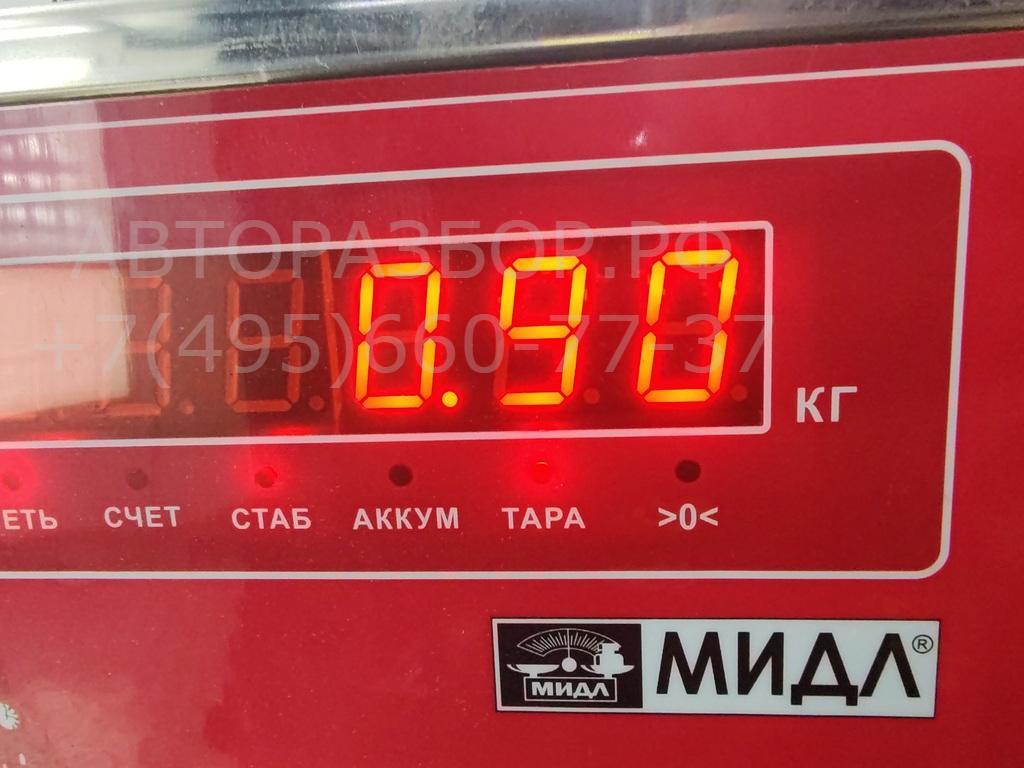 АВТОРАЗБОР.РФ
+7(495)660-77-37
0.90
КГ
ЕТЬ СЧЕТ СТАБ АККУМ ТАРА >0<
МИДЛ МИДЛ®